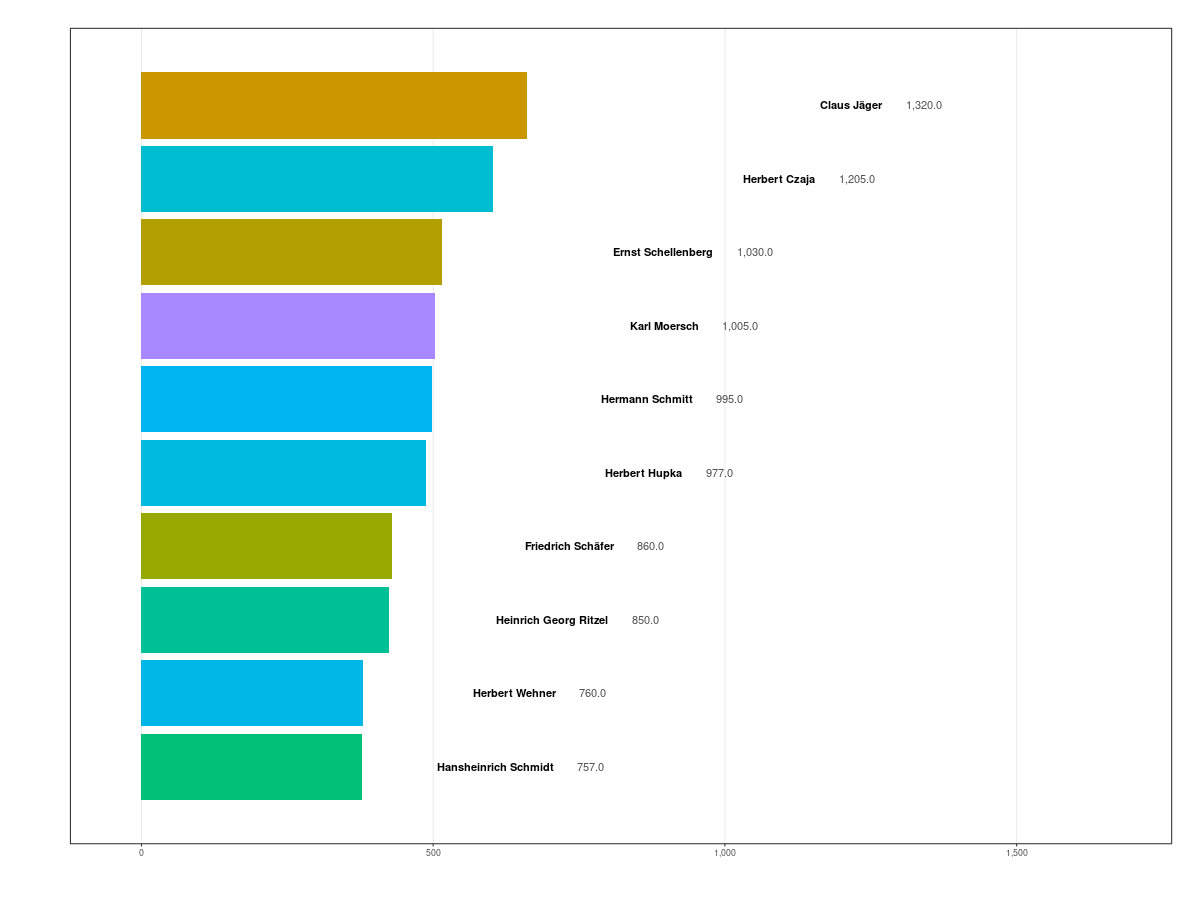 Claus Jäger 1,320.0
Herbert Czaja 1,205.0
Ernst Schellenberg 1,030.0
Karl Moersch 1,005.0
Hermann Schmitt 995.0
Herbert Hupka 977.0
Friedrich Schäfer 860.0
Heinrich Georg Ritzel 850.0
Herbert Wehner 760.0
Hansheinrich Schmidt 757.0
0 500 1,000 1,500